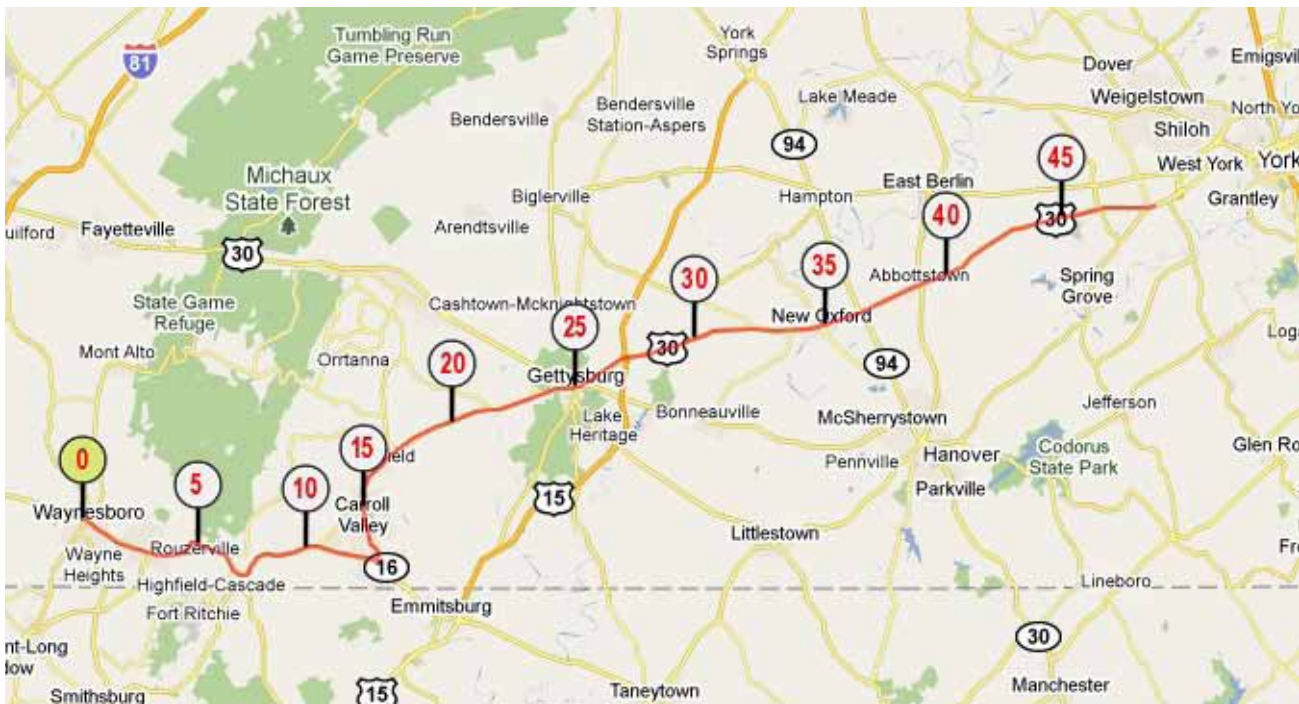 Tumbling Run
Game Preserve
York
Springs
Dover
Emigsv
81
Lake Meade
Weigelstown
Bendersville
Bendersville
Station-Aspers
North Yo
Shiloh
94
45
Michaux
State Forest
West York
York
Biglerville
Hampton
East Berlin
Grantley
Fayetteville
Arendtsville
40
30
30
35
Abbottstown
Spring
Grove
30
State Game
Refuge
Cashtown-Mcknightstown
New Oxford
25
30
Mont Alto
Orrtanna
20
Gettysburg
94
Jefferson
Lake
Heritage
Bonneauville
McSherrystown
Glen Ro
0
15
field
Hanover
Codorus
State Park
Pennville
5
10
Parkville
15
Waynesboro
Carroll
Valley
Littlestown
Wayne
Heights
Rouzerville
16
Highfield-Cascade
Lineboro
Fort Ritchie
Emmitsburg
30
nt-Long
dow
Smithsburg
15
Taneytown
Manchester